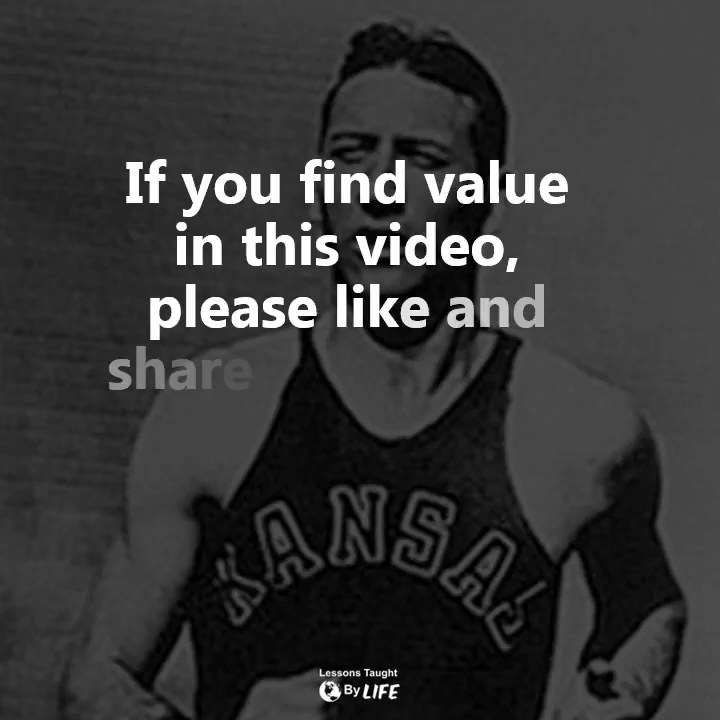 If you find value
in this video,
please like and
share
KANSAS
Lessons Taught
By LIFE